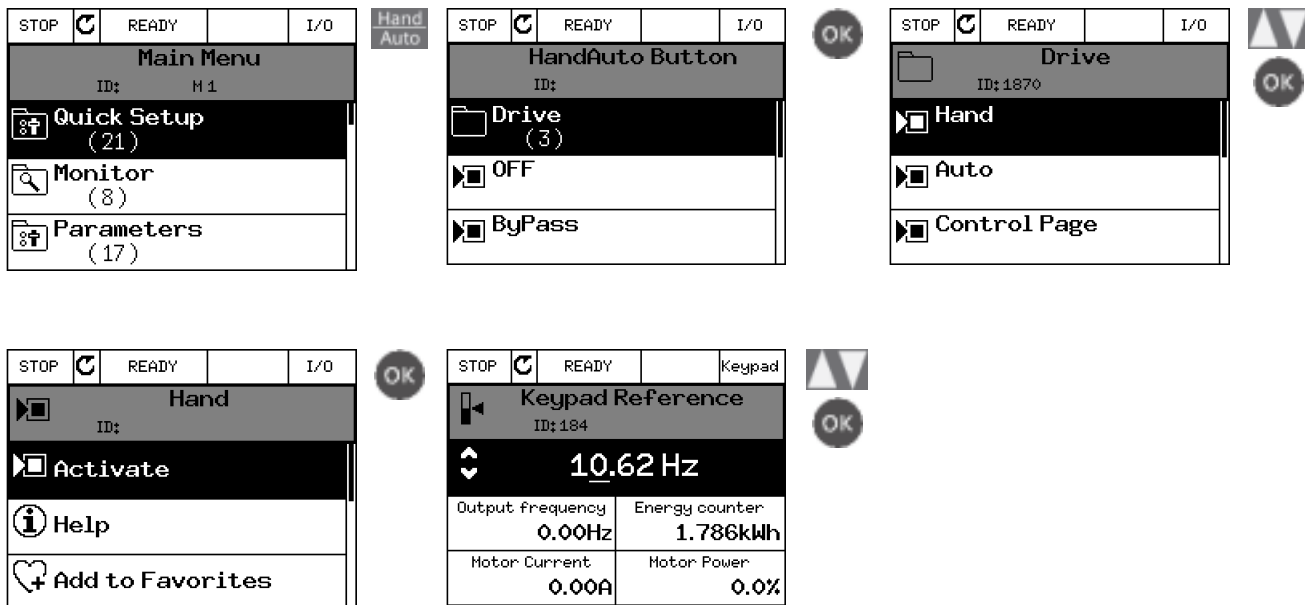 STOP READY I/O
Main Menu
ID: M1
Quick Setup
(21)
Monitor
(8)
Parameters
(17)
Hand
Auto
STOP READY I/O
HandAuto Button
ID:
Drive
(3)
OFF
ByPass
OK
STOP READY I/O
Drive
ID:1870
Hand
Auto
Control Page
OK
STOP READY I/O
Hand
ID:
Activate
Help
Add to Favorites
OK
STOP READY Keypad
Keypad Reference
ID:184
10.62 Hz
Output frequency Energy counter
0.00Hz 1.786kWh
Motor Current Motor Power
0.00A 0.0%
OK